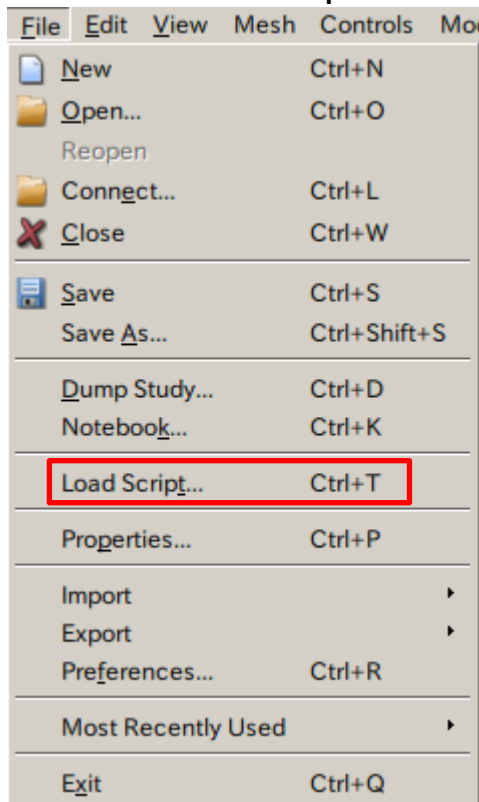 File Edit View Mesh Controls Mo
New Ctrl+N
Open... Ctrl+O
Reopen
Connect... Ctrl+L
Close Ctrl+W
Save Ctrl+S
Save As... Ctrl+Shift+S
Dump Study... Ctrl+D
Notebook... Ctrl+K
Load Script... Ctrl+T
Properties... Ctrl+P
Import
Export
Preferences... Ctrl+R
Most Recently Used
Exit Ctrl+Q